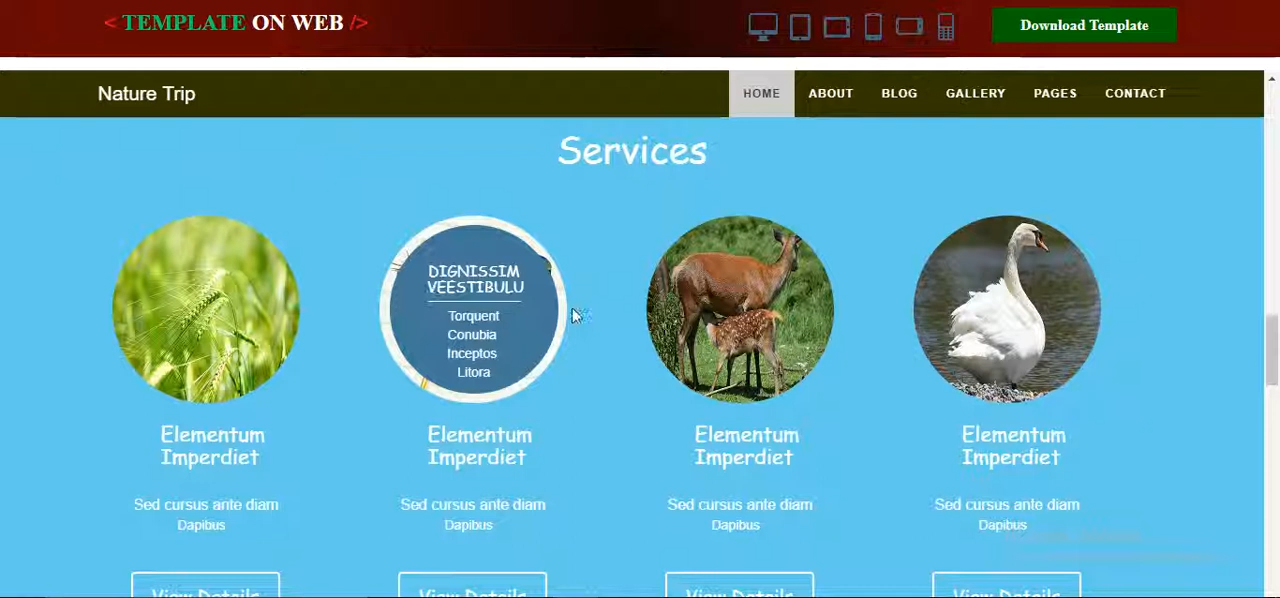 < TEMPLATE ON WEB />
Download Template
Nature Trip
HOME ABOUT BLOG GALLERY PAGES CONTACT
Services
DIGNISSIM
VEESTIBULU
Torquent
Conubia
Inceptos
Litora
Elementum
Imperdiet
Sed cursus ante diam
Dapibus
View Details
Elementum
Imperdiet
Sed cursus ante diam
Dapibus
View Details
Elementum
Imperdiet
Sed cursus ante diam
Dapibus
View Details
Elementum
Imperdiet
Sed cursus ante diam
Dapibus
View Details